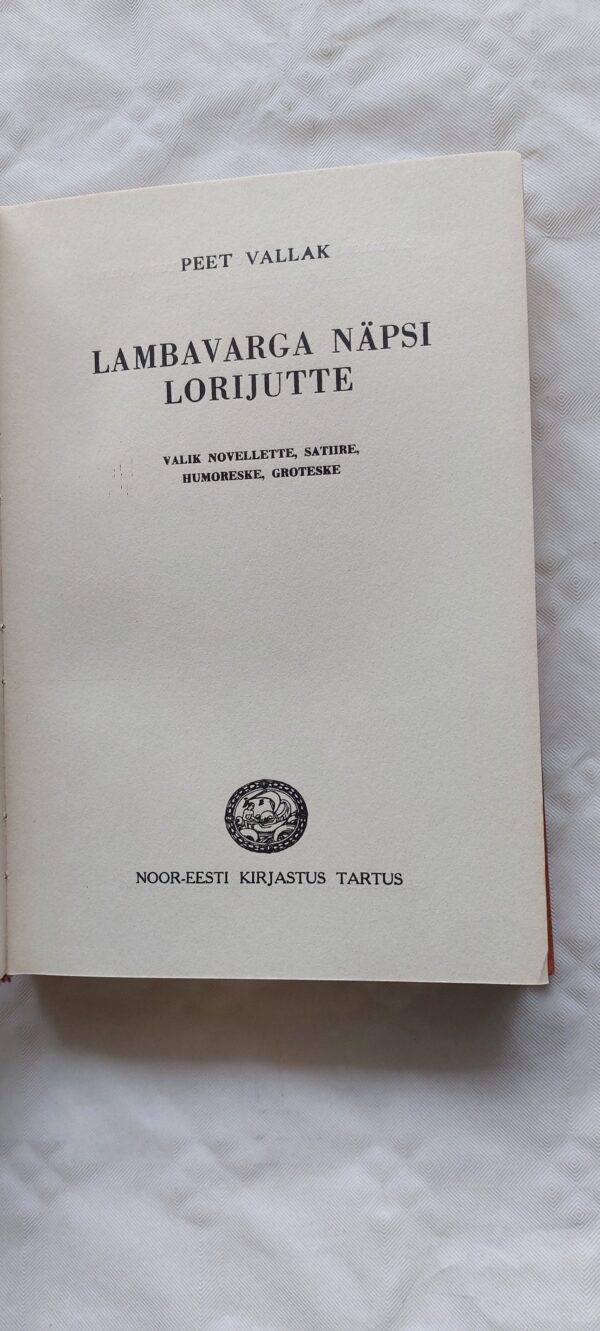 PEET VALLAK
LAMBAVARGA NÄPSI
LORIJUTTE
VALIK NOVELLETTE, SATIIRE,
HUMORESKE, GROTESKE
NOOR-EESTI KIRJASTUS TARTUS